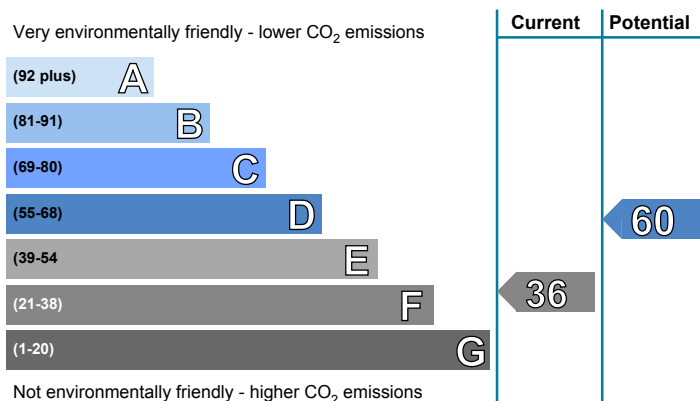 Current Potential
Very environmentally friendly - lower CO2 emissions
(92 plus) A
(81-91) B
(69-80) C
(55-68) D
60
(39-54 E
(21-38) F
36
(1-20) G
Not environmentally friendly - higher CO2 emissions